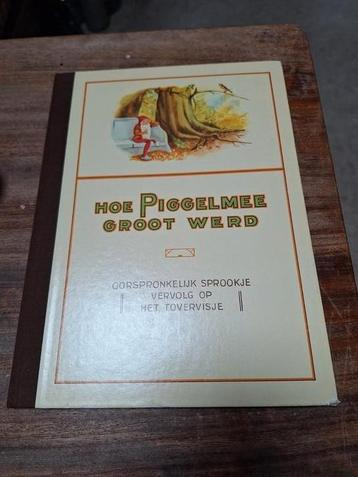 HOE PIGGELMEE
GROOT WERD
OORSPRONKELIJK SPROOKJE
VERVOLG OP
HET TOVERVISJE